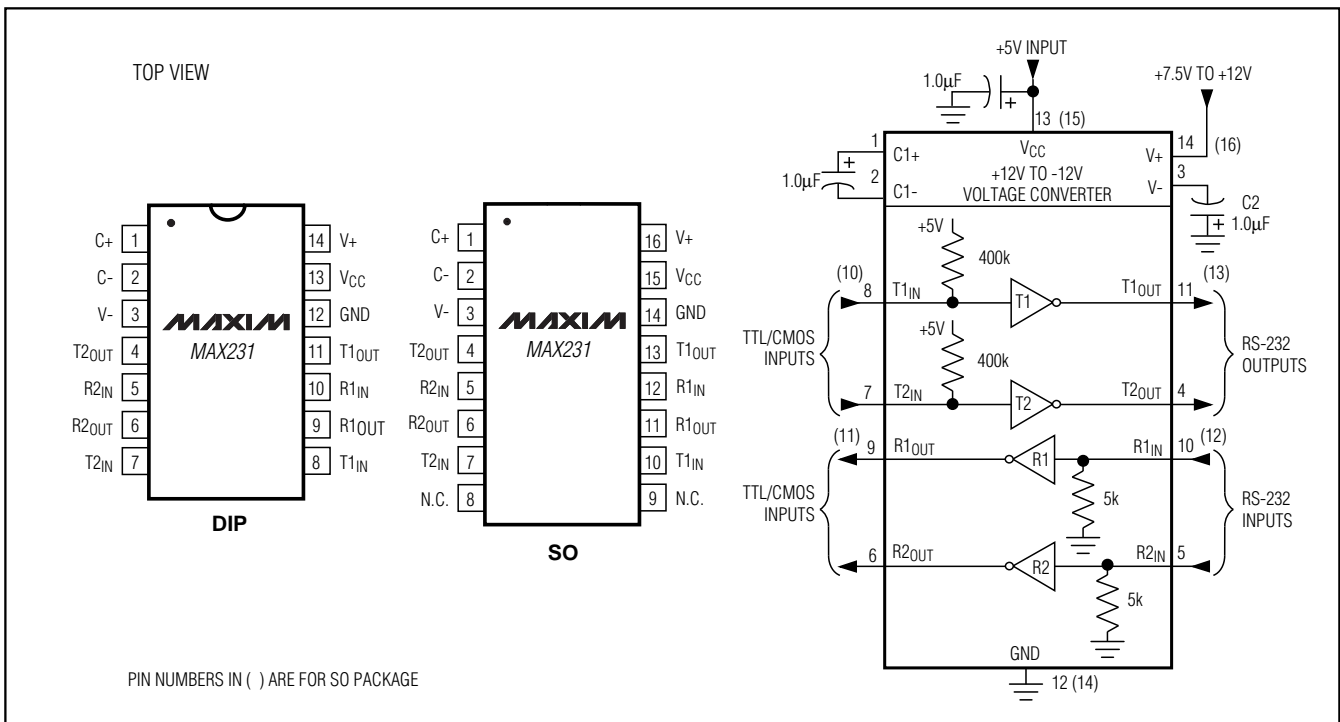 TOP VIEW
C+ 1
C- 2
V- 3
T2OUT 4
R2IN 5
R2OUT 6
T2IN 7
14 V+
13 VCC
12 GND
11 T1OUT
10 R1IN
9 R1OUT
8 T1IN
MAXIM
MAX231
DIP
C+ 1
C- 2
V- 3
T2OUT 4
R2IN 5
R2OUT 6
T2IN 7
N.C. 8
16 V+
15 VCC
14 GND
13 T1OUT
12 R1IN
11 R1OUT
10 T1IN
9 N.C.
MAXIM
MAX231
SO
+5V INPUT
1.0µF
+
+7.5V TO +12V
13 (15)
VCC
1
C1+
+
1.0µF
2
C1-
+12V TO -12V
VOLTAGE CONVERTER
V+
14 (16)
V-
3
C2
+ 1.0µF
+5V
400k
(10)
8 T1IN
T1
T1OUT 11
(13)
+5V
400k
TTL/CMOS
INPUTS
RS-232
OUTPUTS
7 T2IN
T2
T2OUT 4
(11)
9 R1OUT
R1
R1IN 10
(12)
5k
TTL/CMOS
INPUTS
RS-232
INPUTS
6 R2OUT
R2
R2IN 5
5k
GND
12 (14)
PIN NUMBERS IN ( ) ARE FOR SO PACKAGE